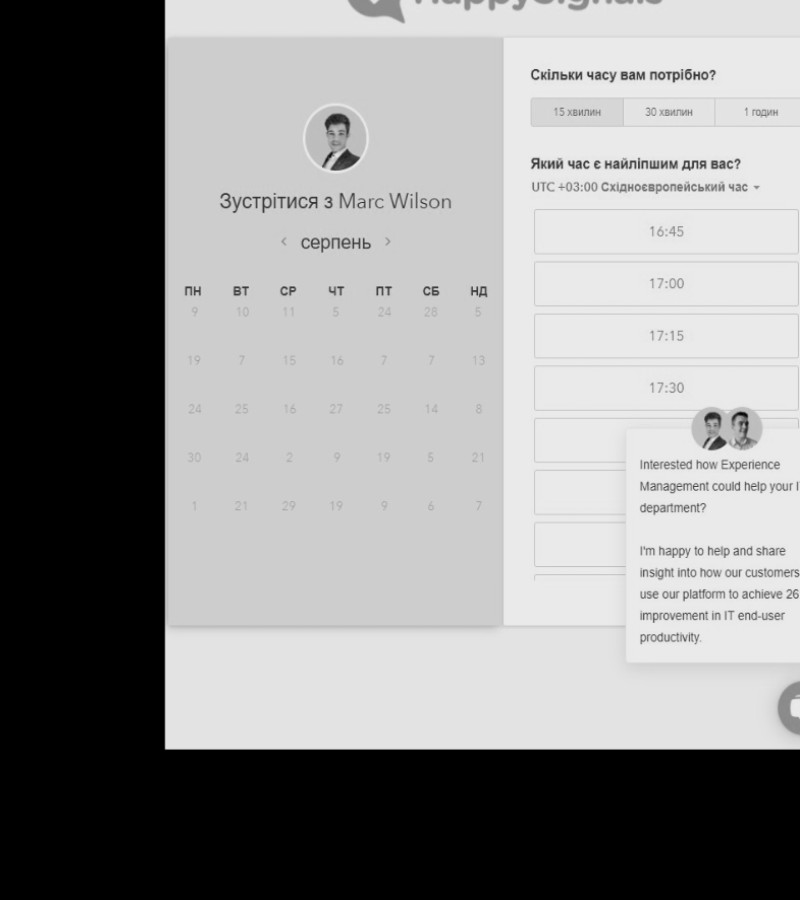 HappySignals
Зустрітися з Marc Wilson
серпень
ПН ВТ СР ЧТ ПТ СБ НД
9 10 11 5 24 28 5
19 7 15 16 7 7 13
24 25 16 27 25 14 8
30 24 2 9 19 5 21
1 21 29 19 9 6 7
Скільки часу вам потрібно?
15 хвилин 30 хвилин 1 годин
Який час є найліпшим для вас?
UTC +03:00 Східноєвропейський час
16:45
17:00
17:15
17:30
Interested how Experience
Management could help your
department?
I'm happy to help and share
insight into how our customers
use our platform to achieve 26
improvement in IT end-user
productivity.